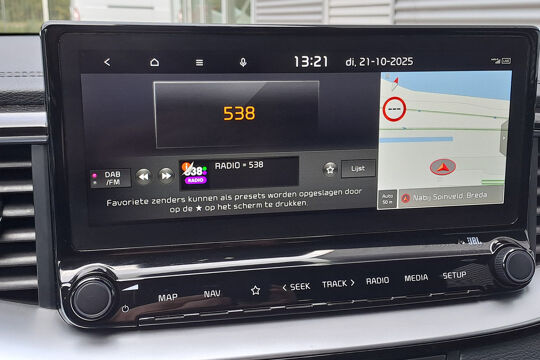 13:21 di, 21-10-2025
538
---
DAB
/FM
538
RADIO
RADIO = 538
Lijst
Favoriete zenders kunnen als presets worden opgeslagen door
op de ★ op het scherm te drukken.
Auto
50 m
Nabij Spinveld, Breda
JBL
MAP NAV < SEEK TRACK > RADIO MEDIA SETUP